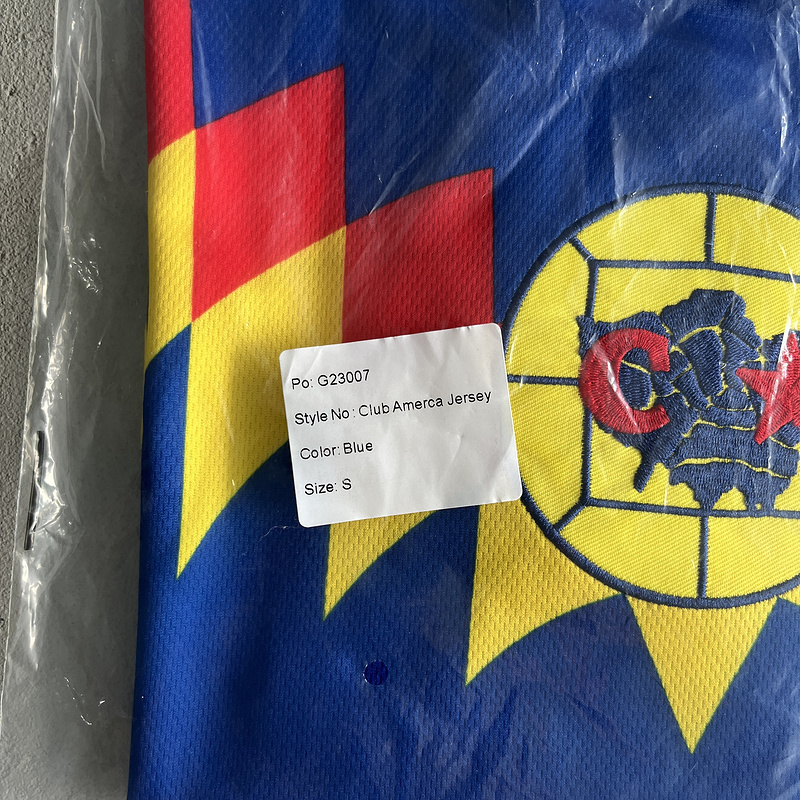 Po: G23007
Style No: Club Amerca Jersey
Color: Blue
Size: S
C